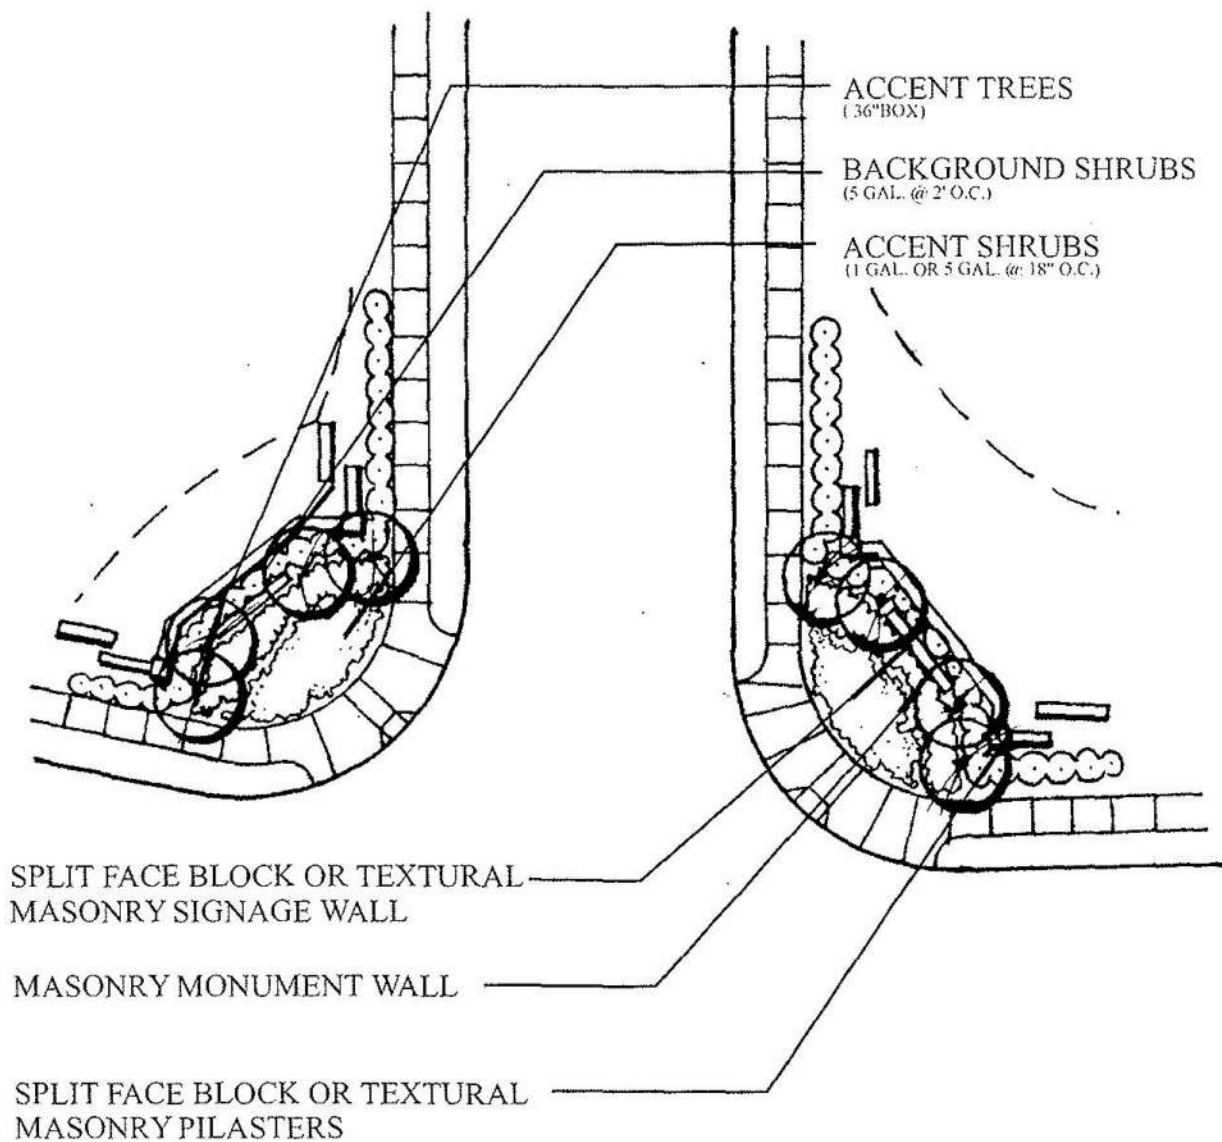 ACCENT TREES
(36"BOX)
BACKGROUND SHRUBS
(5 GAL. @ 2' O.C.)
ACCENT SHRUBS
(1 GAL. OR 5 GAL. @ 18" O.C.)
SPLIT FACE BLOCK OR TEXTURAL
MASONRY SIGNAGE WALL
MASONRY MONUMENT WALL
SPLIT FACE BLOCK OR TEXTURAL
MASONRY PILASTERS